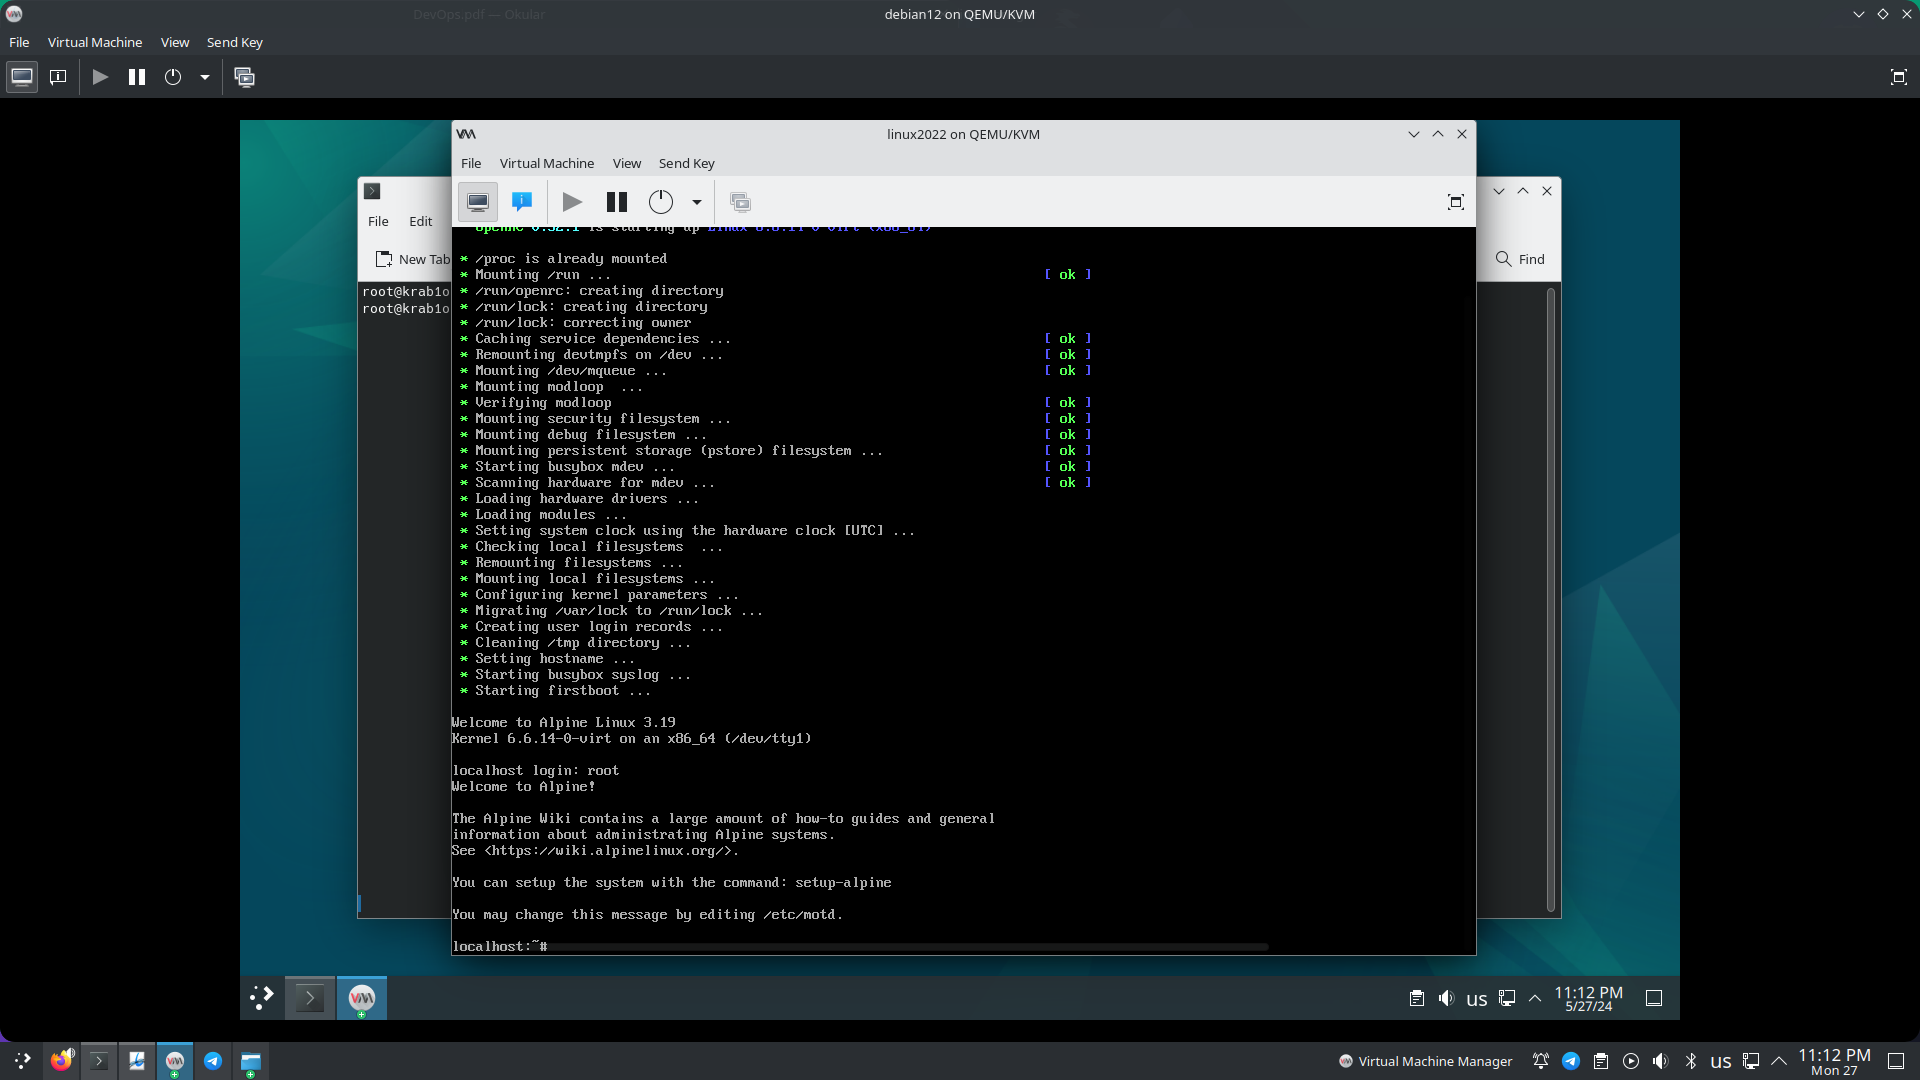 DevOps.pdf — Okular
debian12 on QEMU/KVM
File Virtual Machine View Send Key
linux2022 on QEMU/KVM
File Virtual Machine View Send Key
File Edit
New Tab
Find
root@krab1o
root@krab1o
is starting up
* /proc is already mounted
* Mounting /run ... [ ok ]
* /run/openrc: creating directory
* /run/lock: creating directory
* /run/lock: correcting owner
* Caching service dependencies ... [ ok ]
* Remounting devtmpfs on /dev ... [ ok ]
* Mounting /dev/mqueue ... [ ok ]
* Mounting modloop  ...
* Verifying modloop [ ok ]
* Mounting security filesystem ... [ ok ]
* Mounting debug filesystem ... [ ok ]
* Mounting persistent storage (pstore) filesystem ... [ ok ]
* Starting busybox mdev ... [ ok ]
* Scanning hardware for mdev ... [ ok ]
* Loading hardware drivers ...
* Loading modules ...
* Setting system clock using the hardware clock [UTC] ...
* Checking local filesystems  ...
* Remounting filesystems ...
* Mounting local filesystems ...
* Configuring kernel parameters ...
* Migrating /var/lock to /run/lock ...
* Creating user login records ...
* Cleaning /tmp directory ...
* Setting hostname ...
* Starting busybox syslog ...
* Starting firstboot ...
Welcome to Alpine Linux 3.19
Kernel 6.6.14-0-virt on an x86_64 (/dev/tty1)
localhost login: root
Welcome to Alpine!
The Alpine Wiki contains a large amount of how-to guides and general
information about administrating Alpine systems.
See <https://wiki.alpinelinux.org/>.
You can setup the system with the command: setup-alpine
You may change this message by editing /etc/motd.
localhost:~#
us
11:12 PM
5/27/24
Virtual Machine Manager
us
11:12 PM
Mon 27